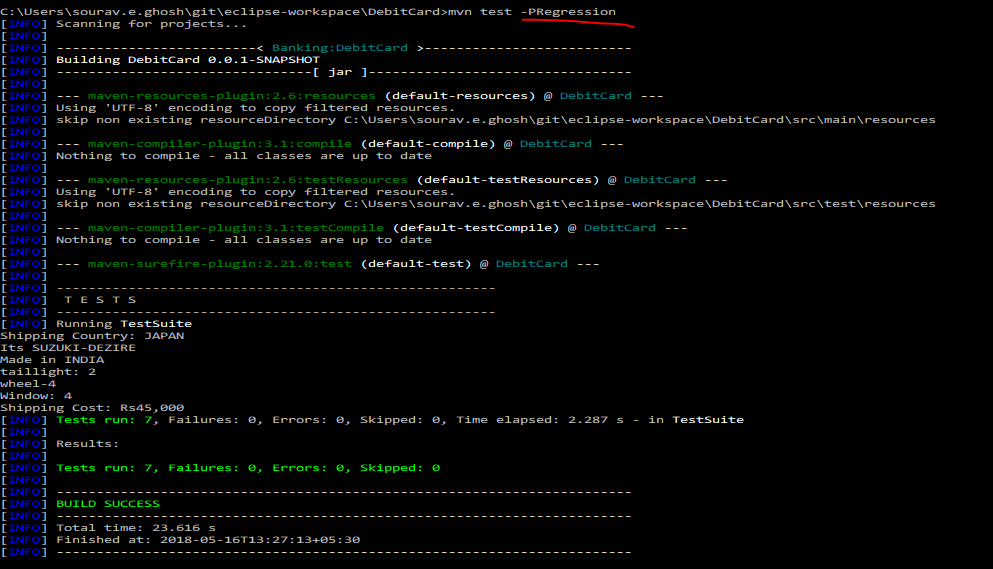 C:\Users\sourav.e.ghosh\git\eclipse-workspace\DebitCard>mvn test -PRegression
[INFO] Scanning for projects...
[INFO]
[INFO] -------------------------< Banking:DebitCard >--------------------------
[INFO] Building DebitCard 0.0.1-SNAPSHOT
[INFO] --------------------------------[ jar ]---------------------------------
[INFO]
[INFO] --- maven-resources-plugin:2.6:resources (default-resources) @ DebitCard ---
[INFO] Using 'UTF-8' encoding to copy filtered resources.
[INFO] skip non existing resourceDirectory C:\Users\sourav.e.ghosh\git\eclipse-workspace\DebitCard\src\main\resources
[INFO]
[INFO] --- maven-compiler-plugin:3.1:compile (default-compile) @ DebitCard ---
[INFO] Nothing to compile - all classes are up to date
[INFO]
[INFO] --- maven-resources-plugin:2.6:testResources (default-testResources) @ DebitCard ---
[INFO] Using 'UTF-8' encoding to copy filtered resources.
[INFO] skip non existing resourceDirectory C:\Users\sourav.e.ghosh\git\eclipse-workspace\DebitCard\src\test\resources
[INFO]
[INFO] --- maven-compiler-plugin:3.1:testCompile (default-testCompile) @ DebitCard ---
[INFO] Nothing to compile - all classes are up to date
[INFO]
[INFO] --- maven-surefire-plugin:2.21.0:test (default-test) @ DebitCard ---
[INFO]
[INFO] -------------------------------------------------------
[INFO]  T E S T S
[INFO] -------------------------------------------------------
[INFO] Running TestSuite
Shipping Country: JAPAN
Its SUZUKI-DEZIRE
Made in INDIA
taillight: 2
wheel-4
Window: 4
Shipping Cost: Rs45,000
[INFO] Tests run: 7, Failures: 0, Errors: 0, Skipped: 0, Time elapsed: 2.287 s - in TestSuite
[INFO]
[INFO] Results:
[INFO]
[INFO] Tests run: 7, Failures: 0, Errors: 0, Skipped: 0
[INFO]
[INFO] ------------------------------------------------------------------------
[INFO] BUILD SUCCESS
[INFO] ------------------------------------------------------------------------
[INFO] Total time: 23.616 s
[INFO] Finished at: 2018-05-16T13:27:13+05:30
[INFO] ------------------------------------------------------------------------